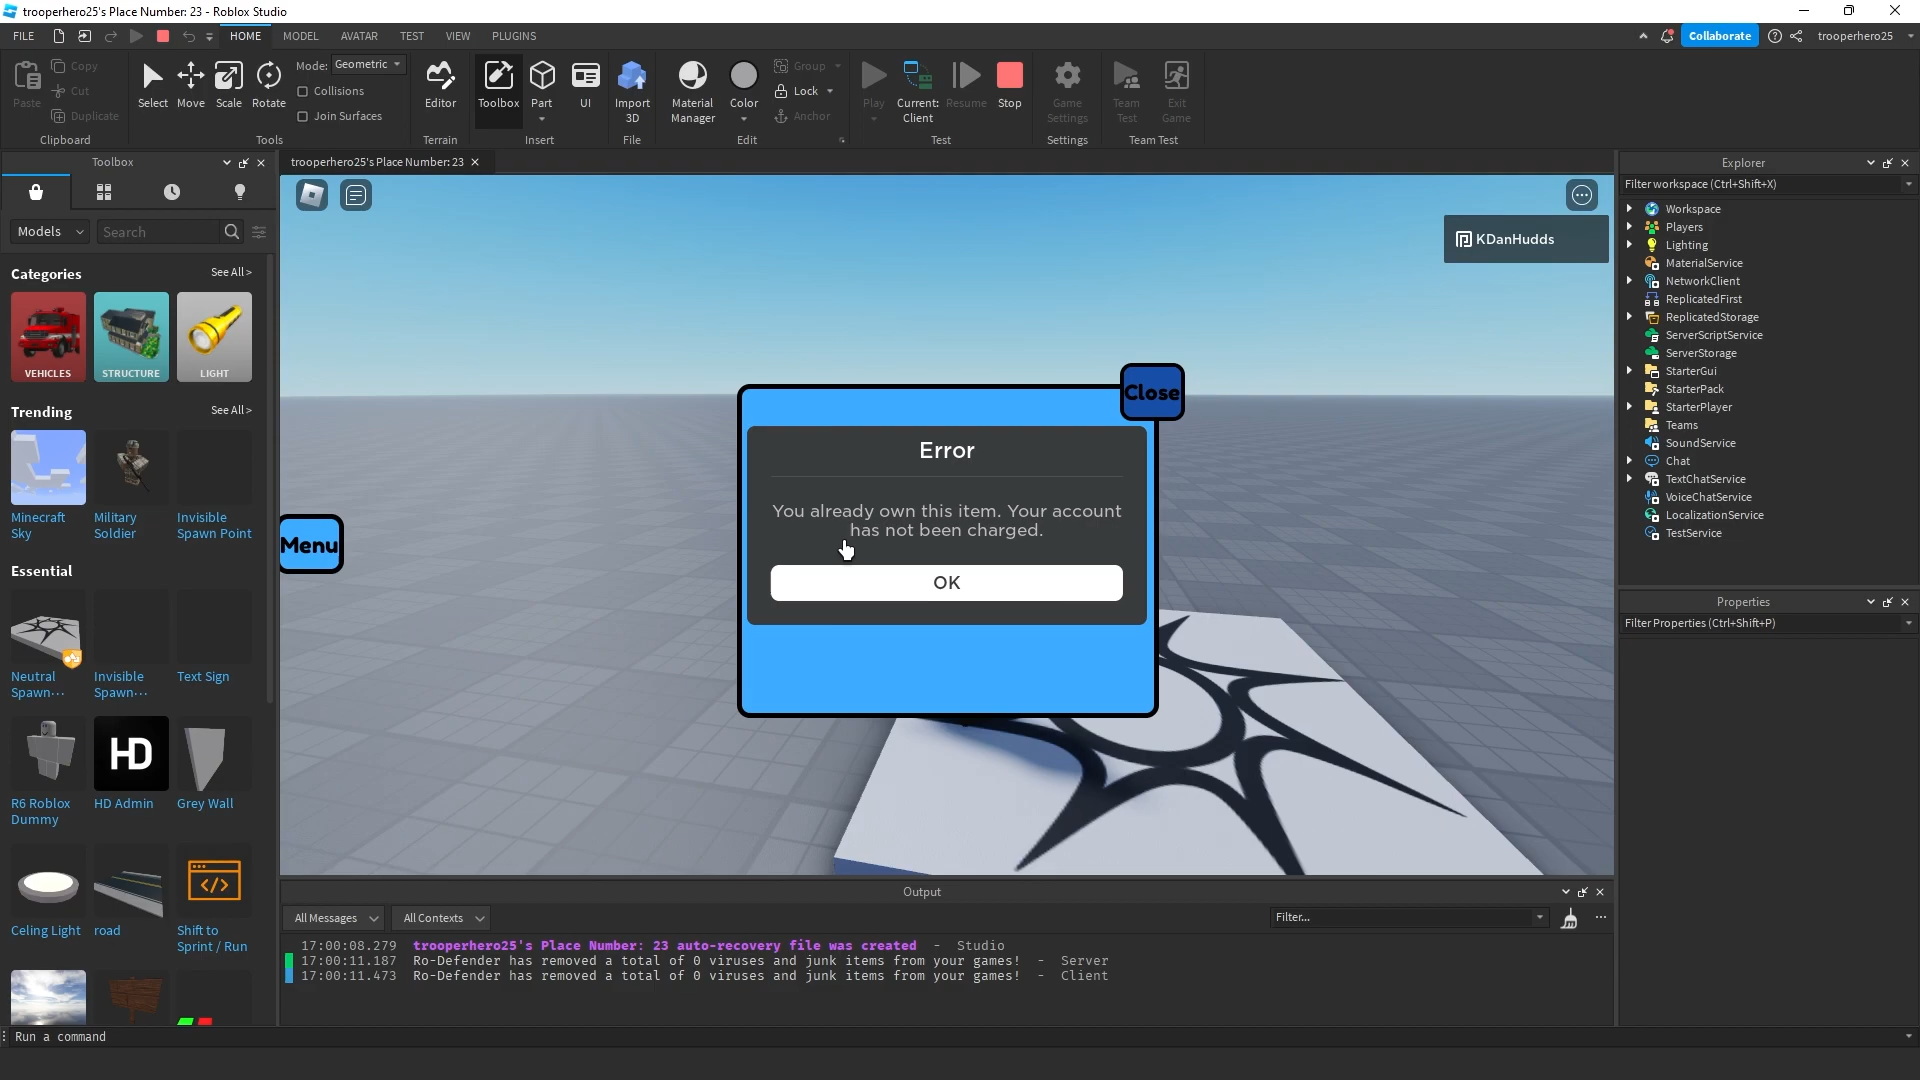 trooperhero25's Place Number: 23 - Roblox Studio
FILE HOME MODEL AVATAR TEST VIEW PLUGINS Collaborate trooperhero25
Paste Copy Cut Duplicate Clipboard
Select Move Scale Rotate Mode: Geometric Collisions Join Surfaces Tools
Editor Terrain
Toolbox Part UI Insert
Import 3D File
Material Manager Color Group Lock Anchor Edit
Play Current: Client Resume Stop Test
Game Settings Settings
Team Test Exit Game Team Test
Toolbox
Models Search
Categories See All >
VEHICLES STRUCTURE LIGHT
Trending See All >
Minecraft Sky
Military Soldier
Invisible Spawn Point
Essential
Neutral Spawn...
Invisible Spawn...
Text Sign
HD
R6 Roblox Dummy
HD Admin
Grey Wall
Celing Light
road
Shift to Sprint / Run
trooperhero25's Place Number: 23
KDanHudds
Close
Error
You already own this item. Your account
has not been charged.
OK
Menu
Output
All Messages All Contexts Filter...
17:00:08.279 trooperhero25's Place Number: 23 auto-recovery file was created - Studio
17:00:11.187 Ro-Defender has removed a total of 0 viruses and junk items from your games! - Server
17:00:11.473 Ro-Defender has removed a total of 0 viruses and junk items from your games! - Client
Explorer
Filter workspace (Ctrl+Shift+X)
Workspace
Players
Lighting
MaterialService
NetworkClient
ReplicatedFirst
ReplicatedStorage
ServerScriptService
ServerStorage
StarterGui
StarterPack
StarterPlayer
Teams
SoundService
Chat
TextChatService
VoiceChatService
LocalizationService
TestService
Properties
Filter Properties (Ctrl+Shift+P)
Run a command